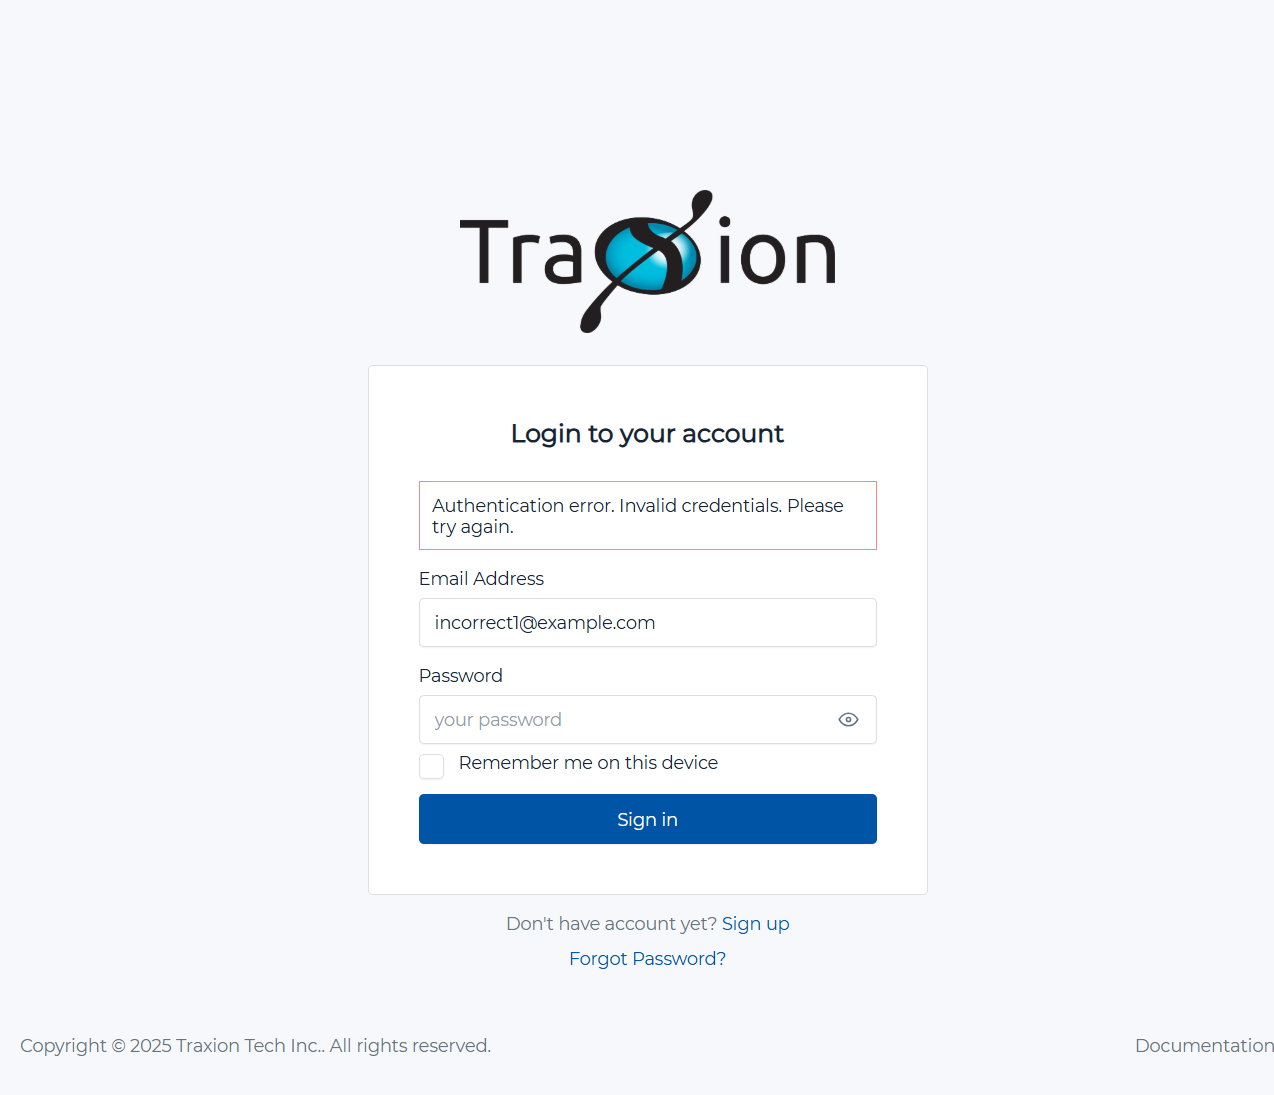 Traxion
Login to your account
Authentication error. Invalid credentials. Please
try again.
Email Address
incorrect1@example.com
Password
your password
Remember me on this device
Sign in
Don't have account yet? Sign up
Forgot Password?
Copyright © 2025 Traxion Tech Inc.. All rights reserved.
Documentation